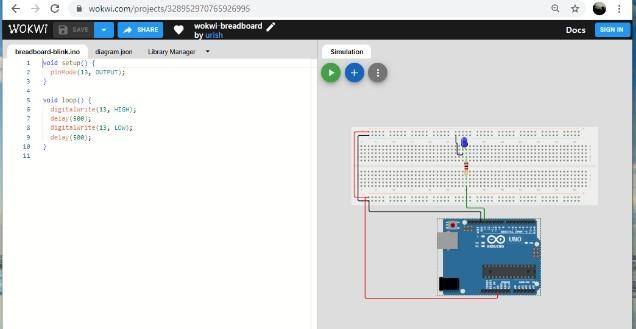 wokwi.com/projects/328952970765926995
WOKWI
SAVE
SHARE
wokwi-breadboard
by urish
Docs
SIGN IN
breadboard-blink.ino
diagram.json
Library Manager
Simulation
1 void setup() {
2 pinMode(13, OUTPUT);
3 }
4
5 void loop() {
6 digitalWrite(13, HIGH);
7 delay(500);
8 digitalWrite(13, LOW);
9 delay(500);
10 }
11
UNO
ARDUINO